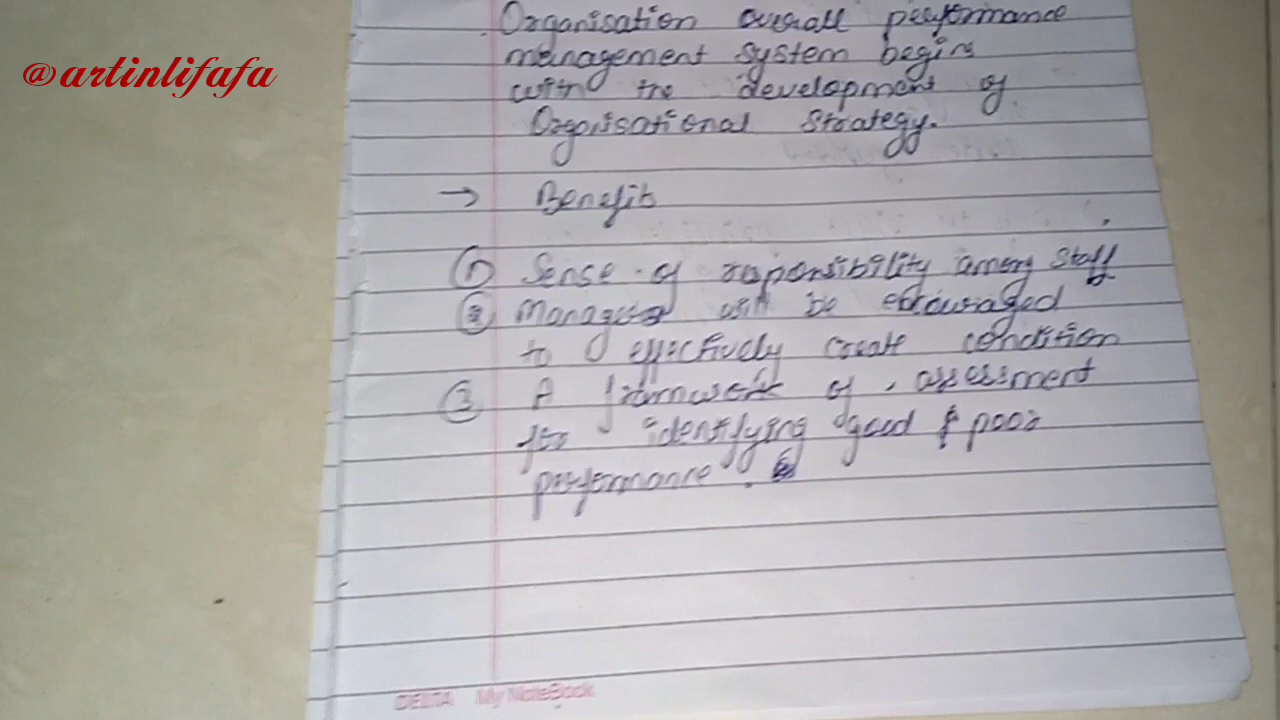 @artinlifafa
Organisation overall performance
management system begins
with the development of
Organisational Strategy.
→ Benefits
① Sense of responsibility among staff
② Managers will be encouraged
to effectively create condition
③ A framework of assessment
for identifying good & poor
performance.
DELTA My NoteBook